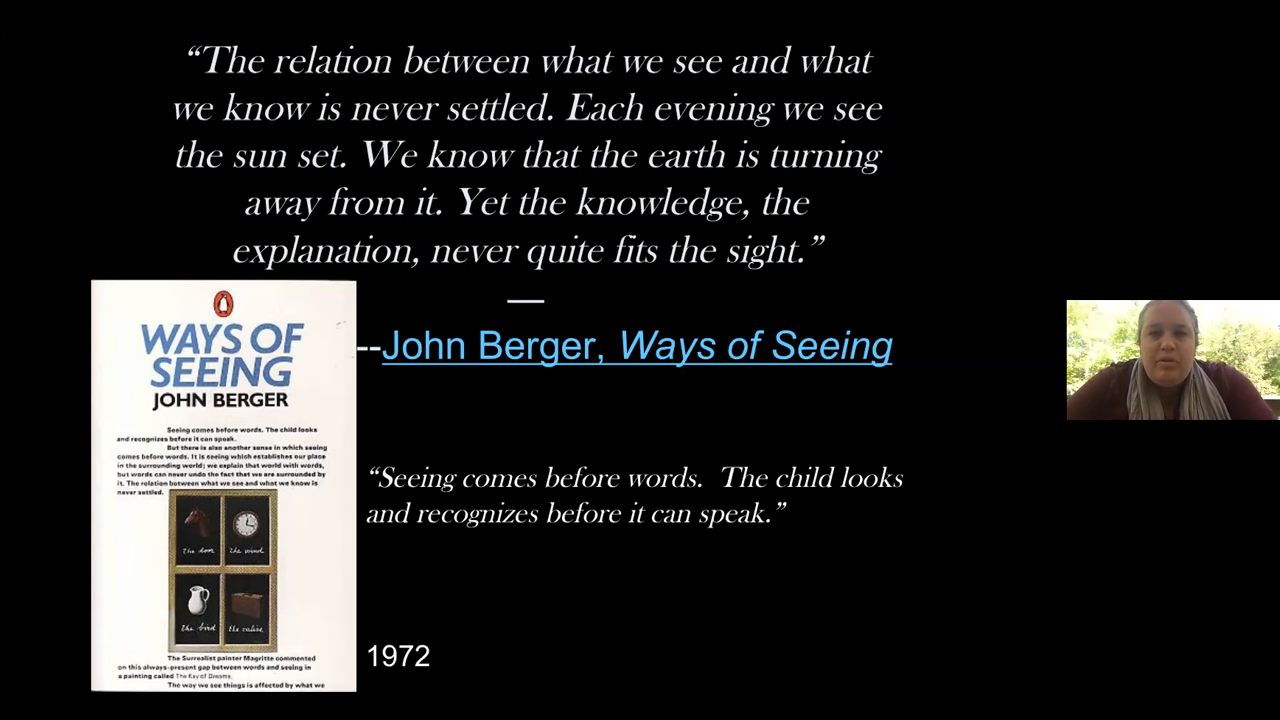 “The relation between what we see and what
we know is never settled. Each evening we see
the sun set. We know that the earth is turning
away from it. Yet the knowledge, the
explanation, never quite fits the sight.”
—
--John Berger, Ways of Seeing
WAYS OF
SEEING
JOHN BERGER
Seeing comes before words. The child looks
and recognizes before it can speak.
But there is also another sense in which seeing
comes before words. It is seeing which establishes our place
in the surrounding world; we explain that world with words,
but words can never undo the fact that we are surrounded by
it. The relation between what we see and what we know is
never settled.
the door
the wind
the bird
the valise
The Surrealist painter Magritte commented
on this always-present gap between words and seeing in
a painting called The Key of Dreams.
The way we see things is affected by what we
“Seeing comes before words. The child looks
and recognizes before it can speak.”
1972